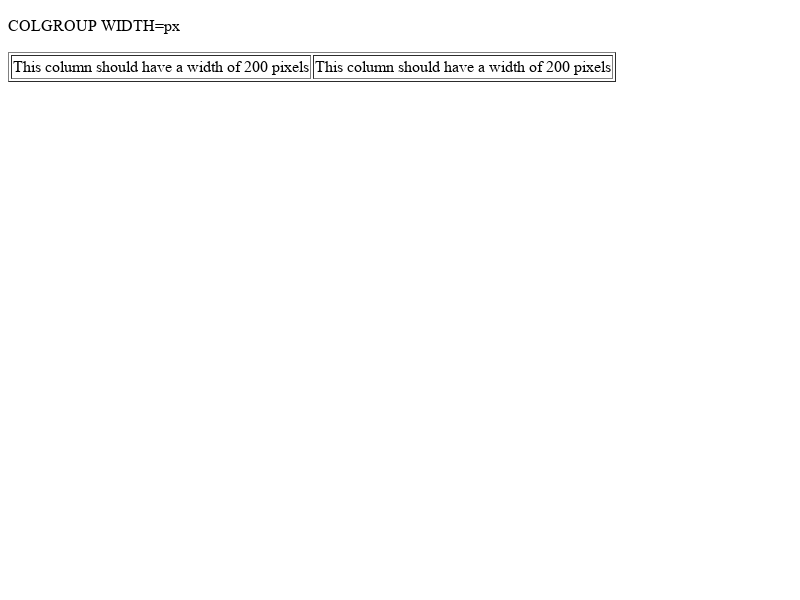 COLGROUP WIDTH=px
This column should have a width of 200 pixels This column should have a width of 200 pixels